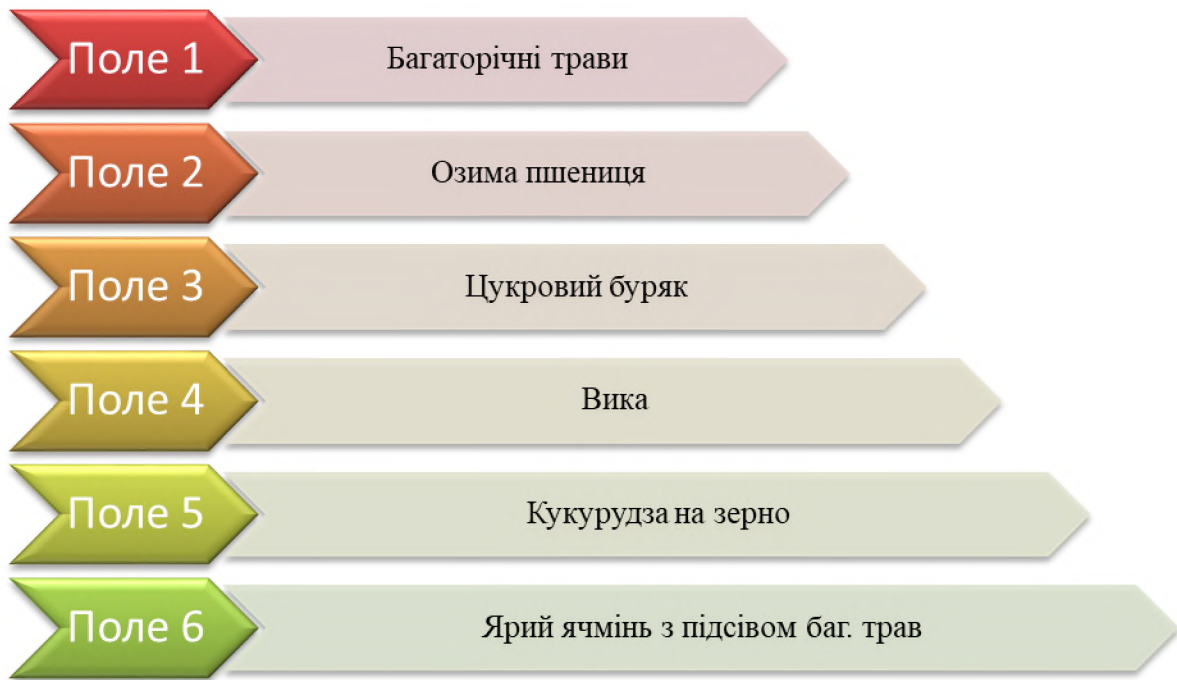 Поле 1
Багаторічні трави
Поле 2
Озима пшениця
Поле 3
Цукровий буряк
Поле 4
Вика
Поле 5
Кукурудза на зерно
Поле 6
Ярий ячмінь з підсівом баг. трав